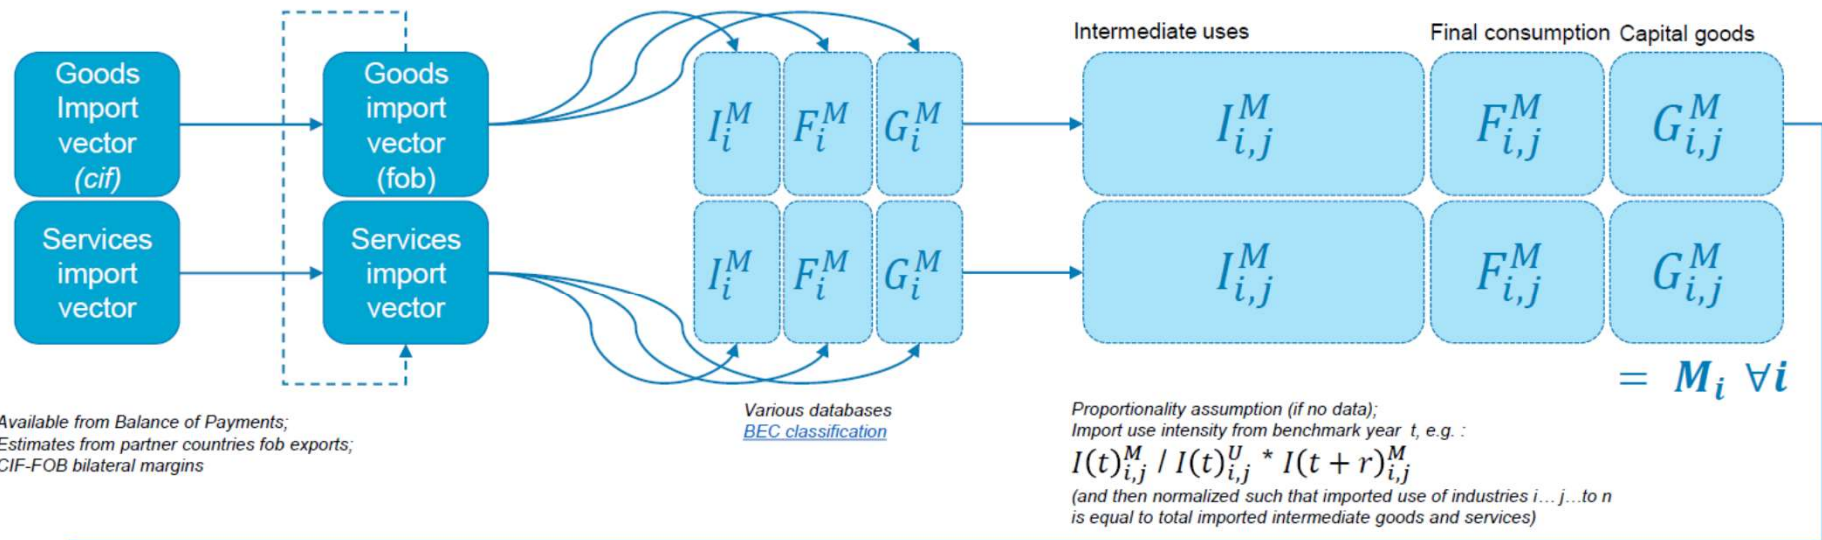 Intermediate uses
Final consumption
Capital goods
Goods
Import
vector
(cif)
Goods
import
vector
(fob)
I_i^M
F_i^M
G_i^M
I_{i,j}^M
F_{i,j}^M
G_{i,j}^M
Services
import
vector
Services
import
vector
I_i^M
F_i^M
G_i^M
I_{i,j}^M
F_{i,j}^M
G_{i,j}^M
= M_i ∀i
Available from Balance of Payments;
Estimates from partner countries fob exports;
CIF-FOB bilateral margins
Various databases
BEC classification
Proportionality assumption (if no data);
Import use intensity from benchmark year t, e.g. :
I(t)_{i,j}^M / I(t)_{i,j}^U * I(t + r)_{i,j}^M
(and then normalized such that imported use of industries i… j…to n
is equal to total imported intermediate goods and services)